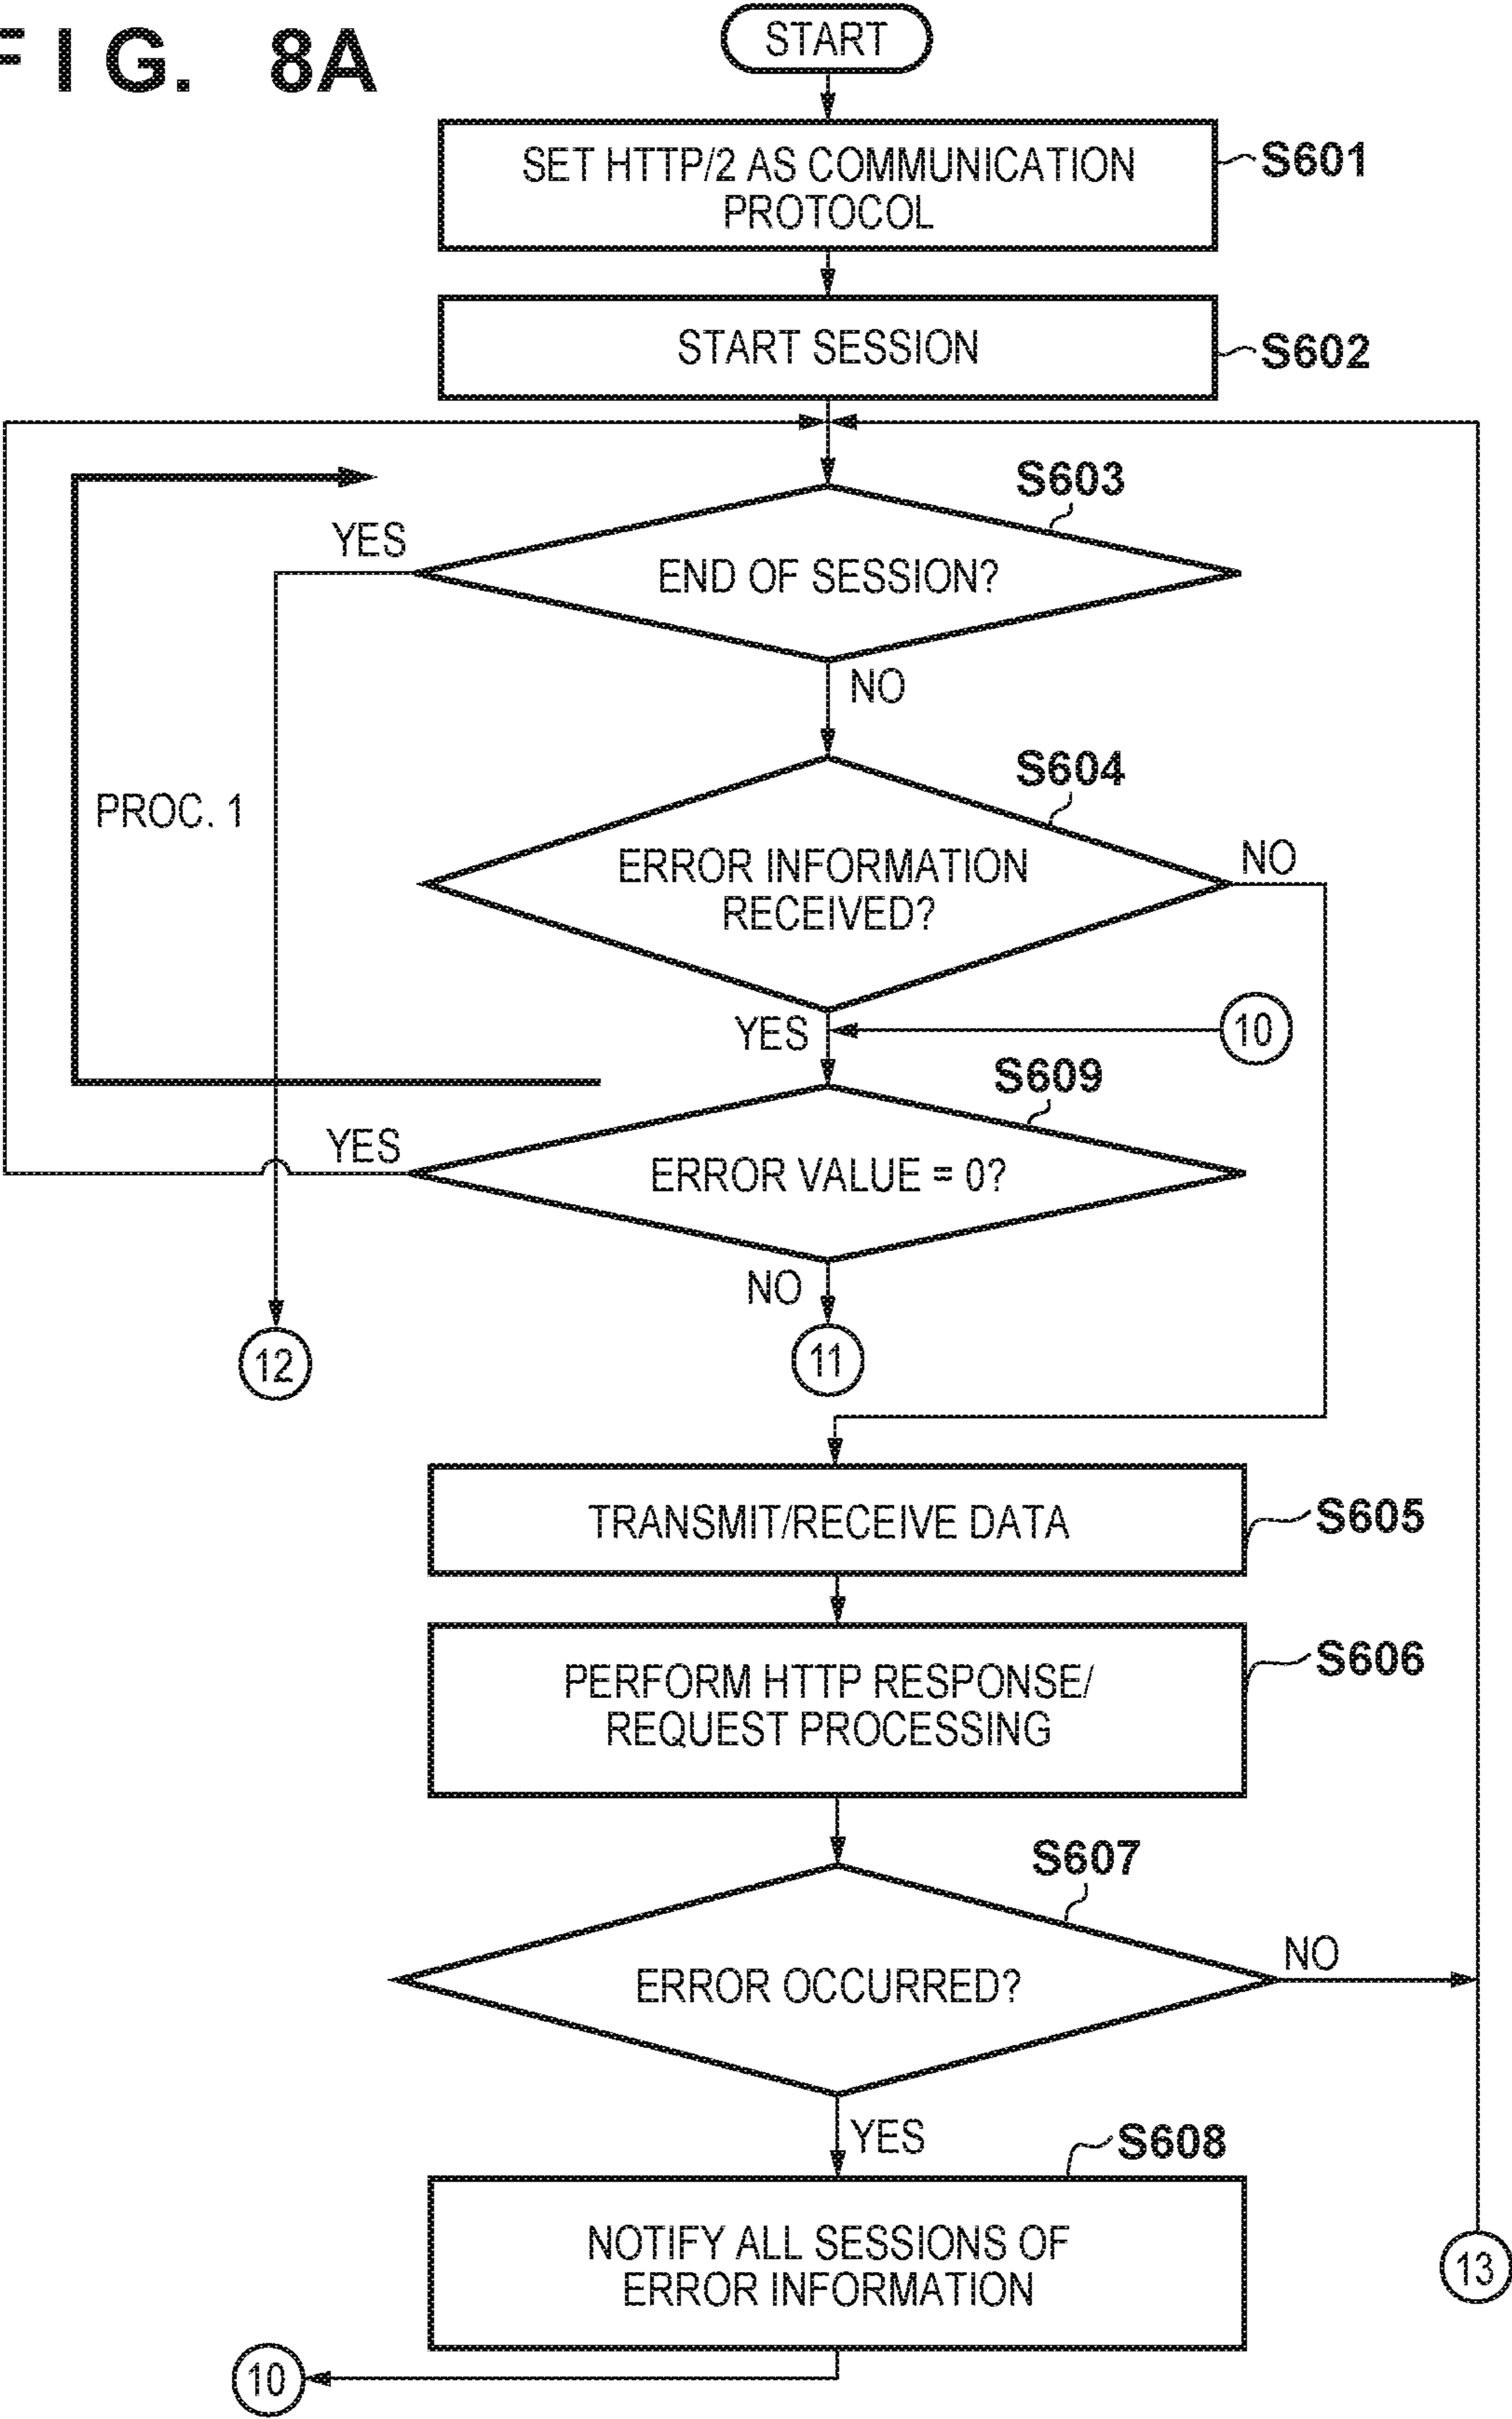 FIG. 8A
START
SET HTTP/2 AS COMMUNICATION
PROTOCOL
S601
START SESSION
S602
S603
YES
END OF SESSION?
NO
S604
PROC. 1
ERROR INFORMATION
RECEIVED?
NO
YES
10
S609
YES
ERROR VALUE = 0?
NO
12
11
TRANSMIT/RECEIVE DATA
S605
PERFORM HTTP RESPONSE/
REQUEST PROCESSING
S606
S607
ERROR OCCURRED?
NO
YES
S608
NOTIFY ALL SESSIONS OF
ERROR INFORMATION
13
10